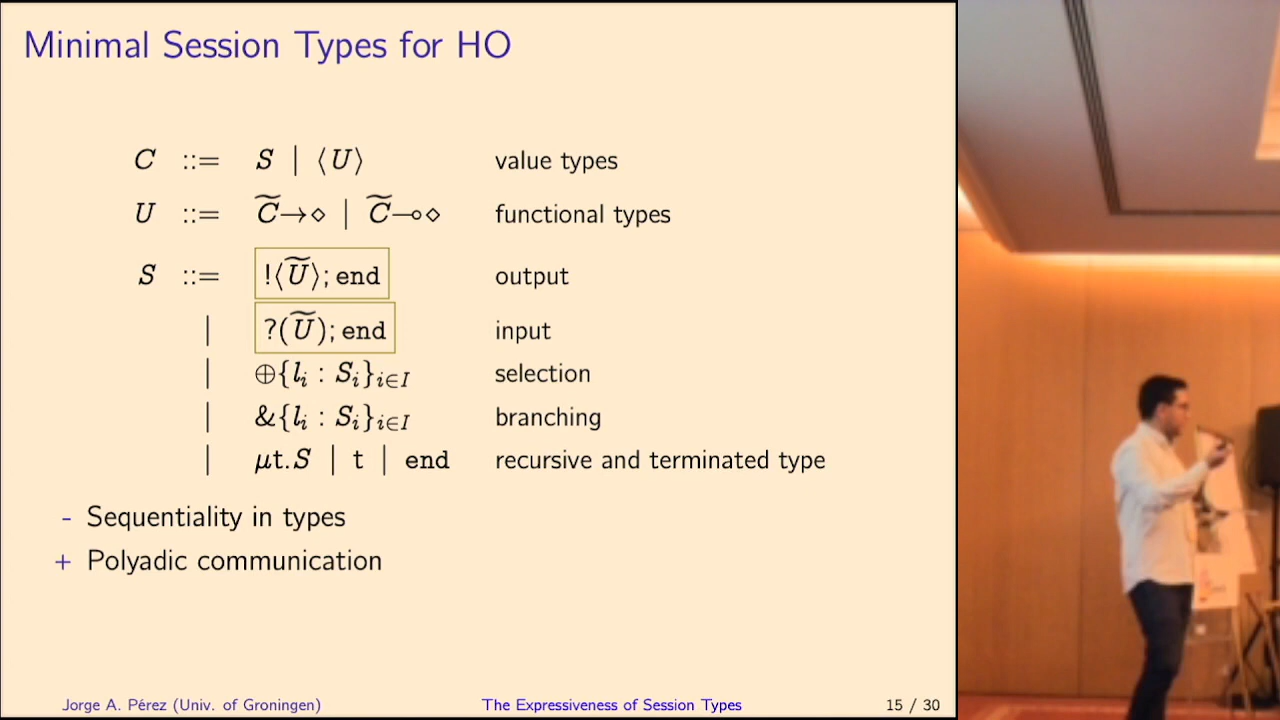 Minimal Session Types for HO
C ::= S | ⟨U⟩ value types
U ::= C̃→⋄ | C̃⊸⋄ functional types
S ::= !⟨Ũ⟩; end output
| ?(Ũ); end input
| ⊕{lᵢ : Sᵢ}ᵢ∈I selection
| &{lᵢ : Sᵢ}ᵢ∈I branching
| μt.S | t | end recursive and terminated type
- Sequentiality in types
+ Polyadic communication
Jorge A. Pérez (Univ. of Groningen) The Expressiveness of Session Types 15 / 30